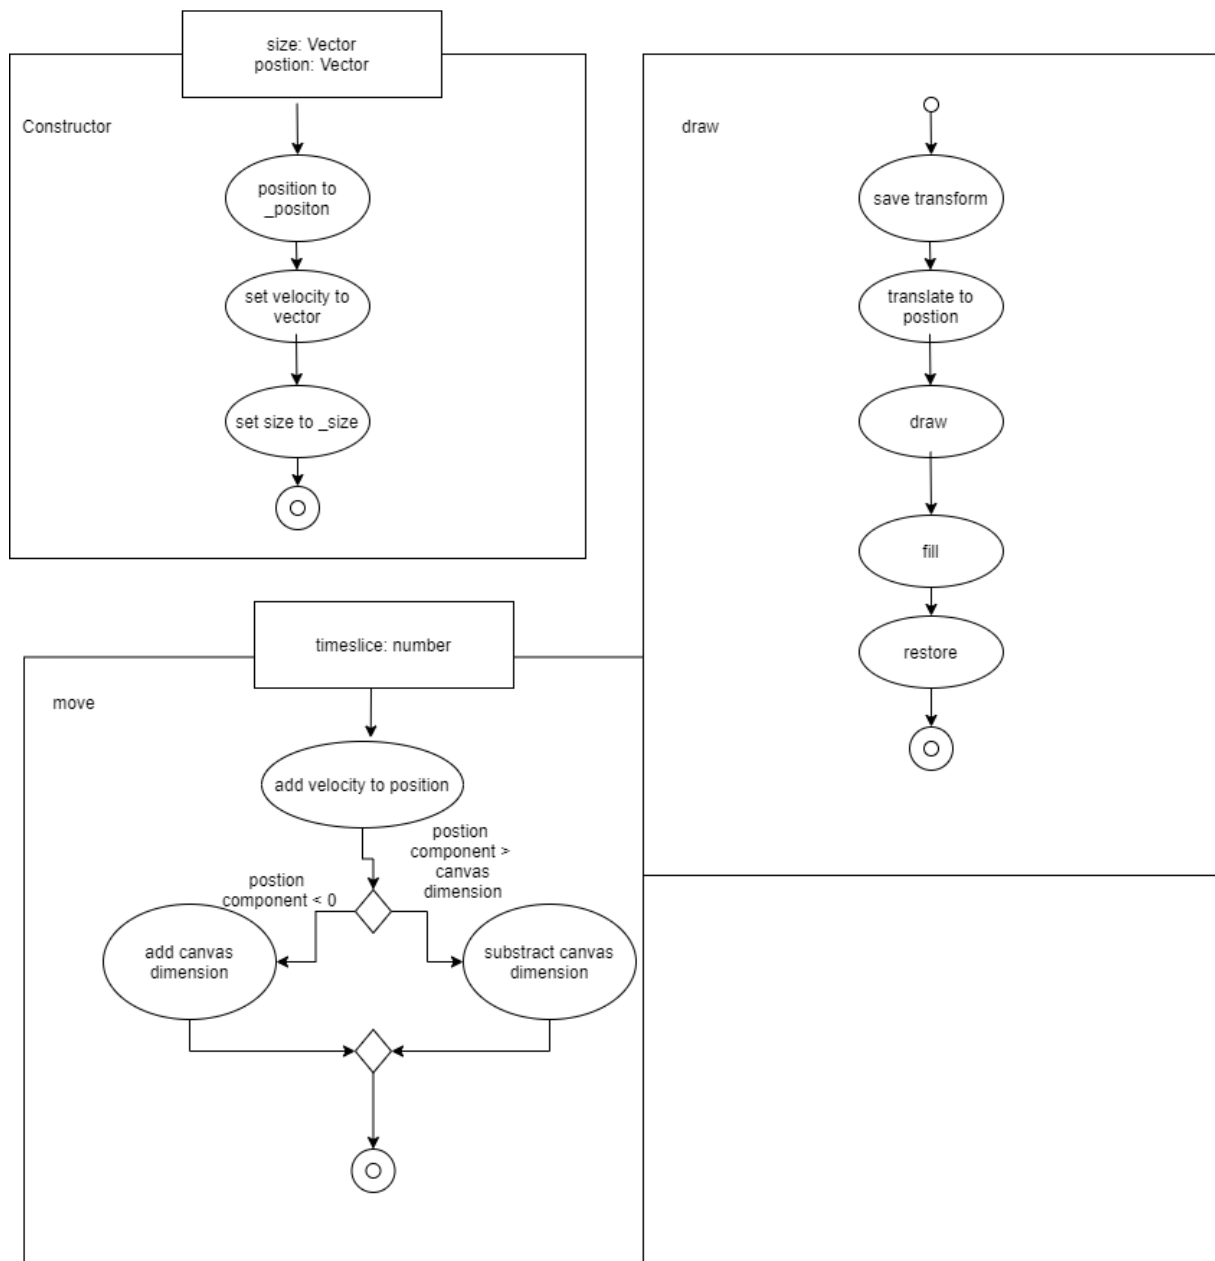 size: Vector
postion: Vector
Constructor
position to
_positon
set velocity to
vector
set size to _size
draw
save transform
translate to
postion
draw
fill
restore
timeslice: number
move
add velocity to position
postion
component >
canvas
dimension
postion
component < 0
add canvas
dimension
substract canvas
dimension